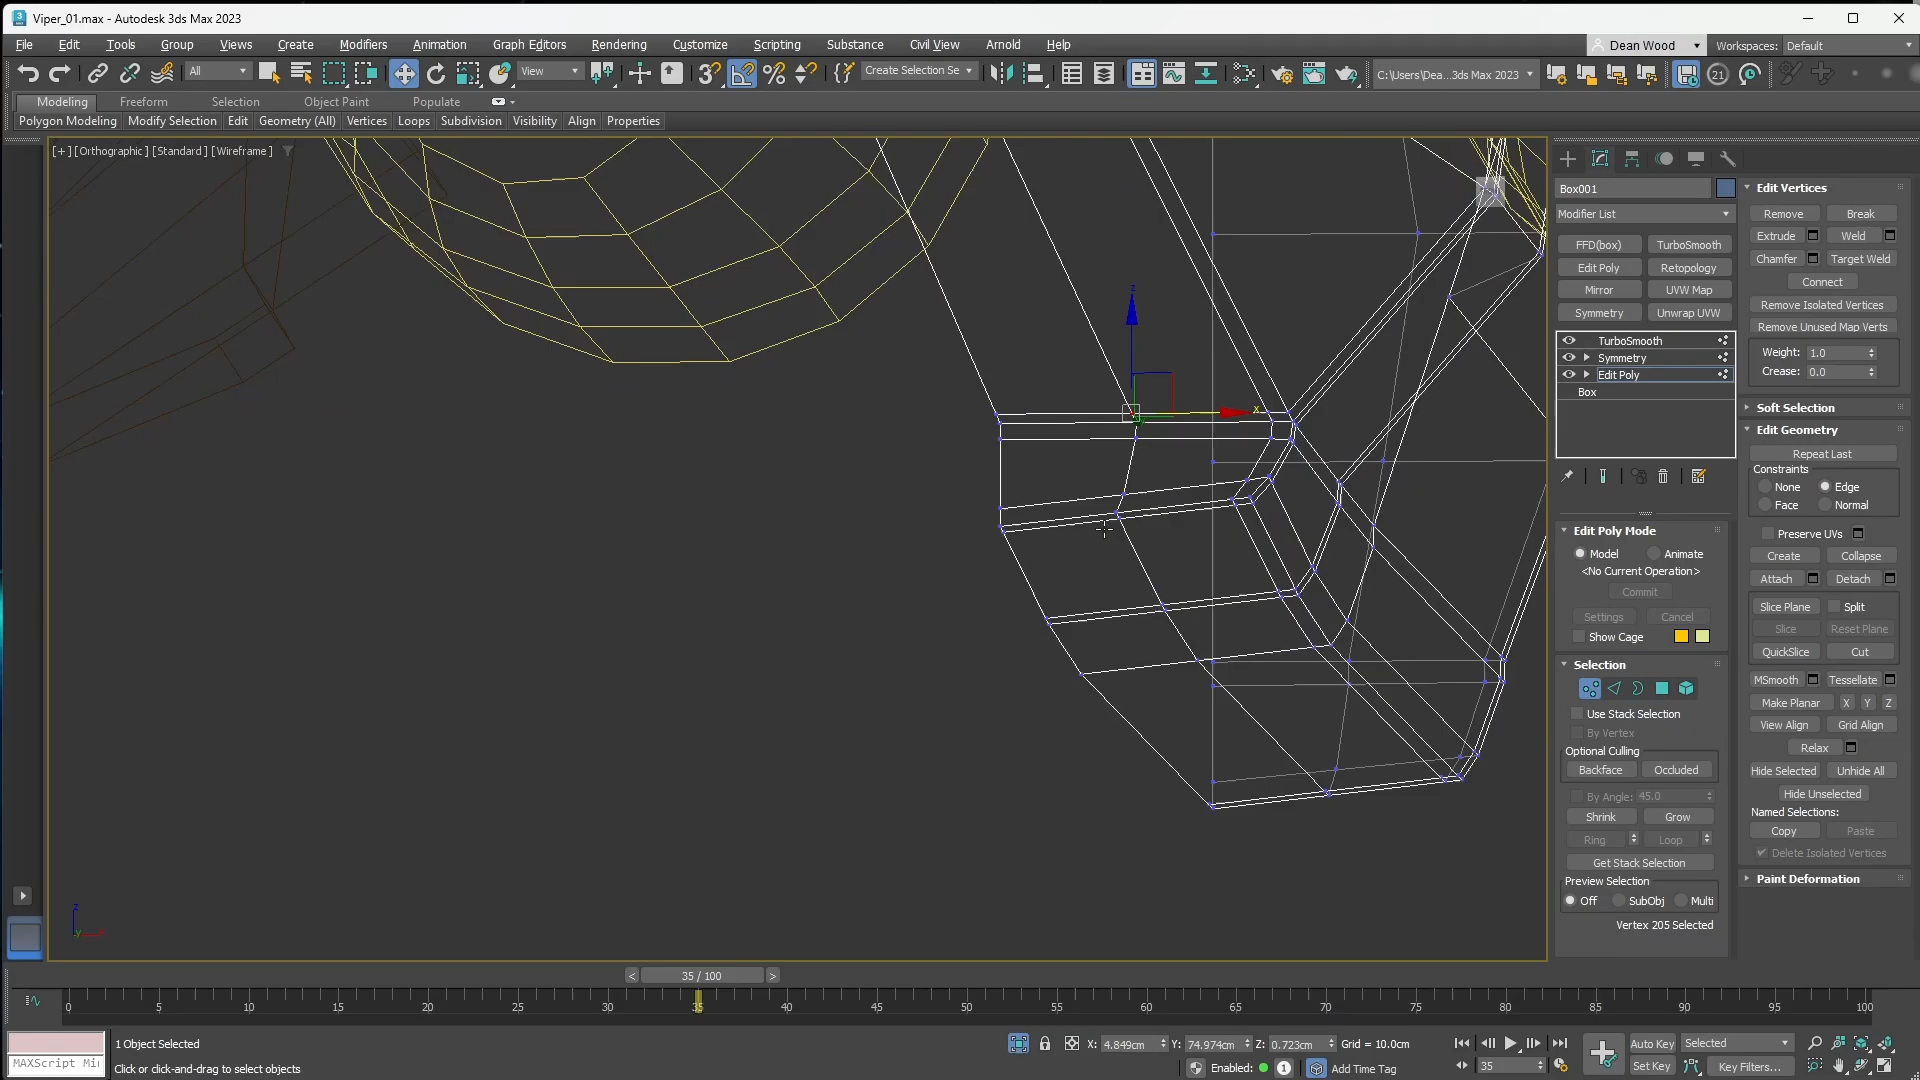 Viper_01.max - Autodesk 3ds Max 2023
File Edit Tools Group Views Create Modifiers Animation Graph Editors Rendering Customize Scripting Substance Civil View Arnold Help
Dean Wood Workspaces: Default
All View Create Selection Se C:\Users\Dea...3ds Max 2023 21
Modeling Freeform Selection Object Paint Populate
Polygon Modeling Modify Selection Edit Geometry (All) Vertices Loops Subdivision Visibility Align Properties
[+] [Orthographic ] [Standard ] [Wireframe ]
z
x
Box001
Modifier List
FFD(box) TurboSmooth
Edit Poly Retopology
Mirror UVW Map
Symmetry Unwrap UVW
TurboSmooth
Symmetry
Edit Poly
Box
Edit Poly Mode
Model Animate
<No Current Operation>
Commit
Settings Cancel
Show Cage
Selection
Use Stack Selection
By Vertex
Optional Culling
Backface Occluded
By Angle: 45.0
Shrink Grow
Ring Loop
Get Stack Selection
Preview Selection
Off SubObj Multi
Vertex 205 Selected
Edit Vertices
Remove Break
Extrude Weld
Chamfer Target Weld
Connect
Remove Isolated Vertices
Remove Unused Map Verts
Weight: 1.0
Crease: 0.0
Soft Selection
Edit Geometry
Repeat Last
Constraints
None Edge
Face Normal
Preserve UVs
Create Collapse
Attach Detach
Slice Plane Split
Slice Reset Plane
QuickSlice Cut
MSmooth Tessellate
Make Planar X Y Z
View Align Grid Align
Relax
Hide Selected Unhide All
Hide Unselected
Named Selections:
Copy Paste
Delete Isolated Vertices
Paint Deformation
z
y
< 35 / 100 >
0 5 10 15 20 25 30 35 40 45 50 55 60 65 70 75 80 85 90 95 100
MAXScript Mi
1 Object Selected
Click or click-and-drag to select objects
X: 4.849cm Y: 74.974cm Z: 0.723cm Grid = 10.0cm
Enabled: 1 Add Time Tag
35
Auto Key Selected
Set Key Key Filters...